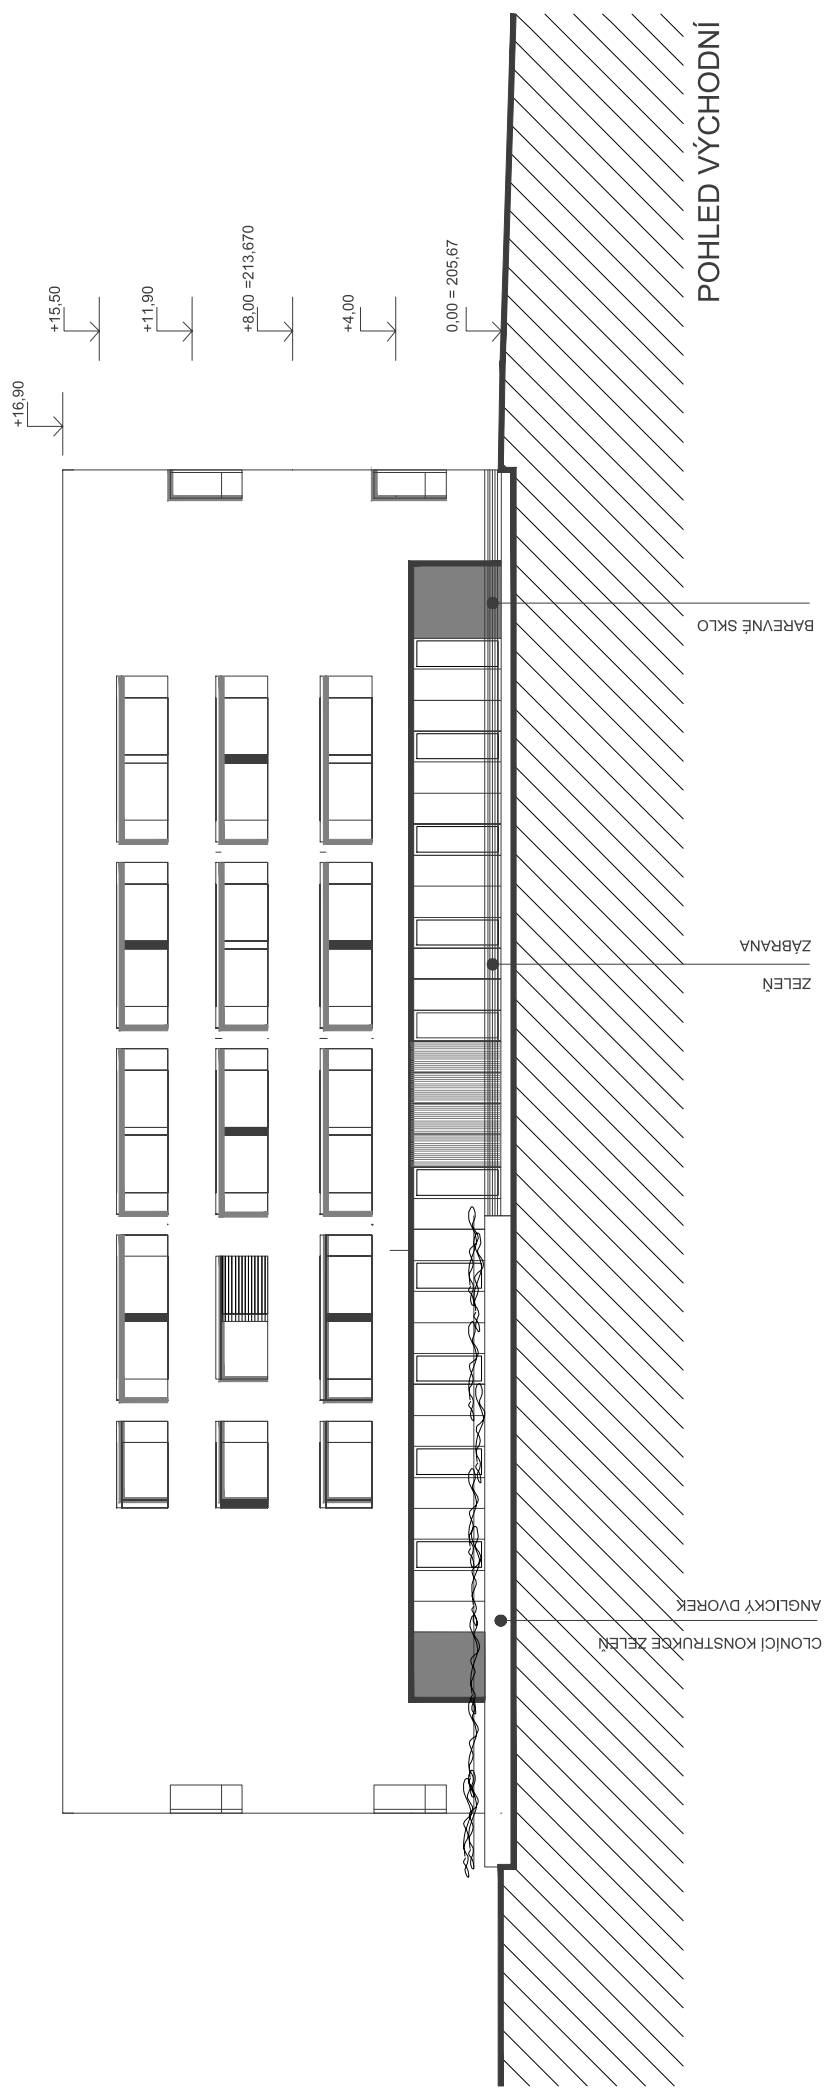 +16,90
+15,50
+11,90
+8,00 =213,670
+4,00
0,00 = 205,67
POHLED VÝCHODNÍ
BAREVNÉ SKLO
ZÁBRANA
ZELEŇ
ANGLICKÝ DVOREK
CLONÍCÍ KONSTRUKCE ZELEŇ